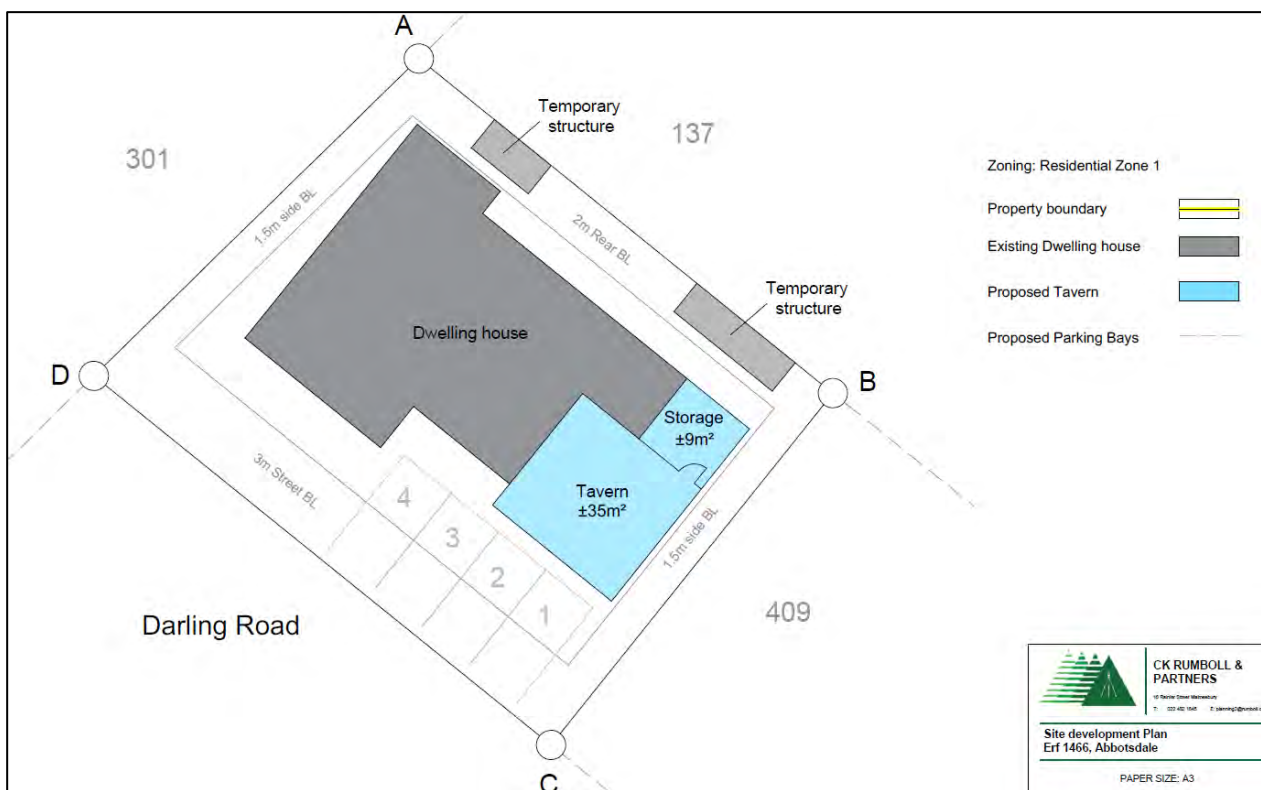 A
Temporary
structure
137
301
Zoning: Residential Zone 1
Property boundary
1.5m side BL
2m Rear BL
Existing Dwelling house
Temporary
structure
Proposed Tavern
Dwelling house
Proposed Parking Bays
D
B
Storage
±9m²
3m Street BL
4
Tavern
±35m²
3
1.5m side BL
2
1
409
Darling Road
CK RUMBOLL &
PARTNERS
Site development Plan
Erf 1466, Abbotsdale
C
PAPER SIZE: A3